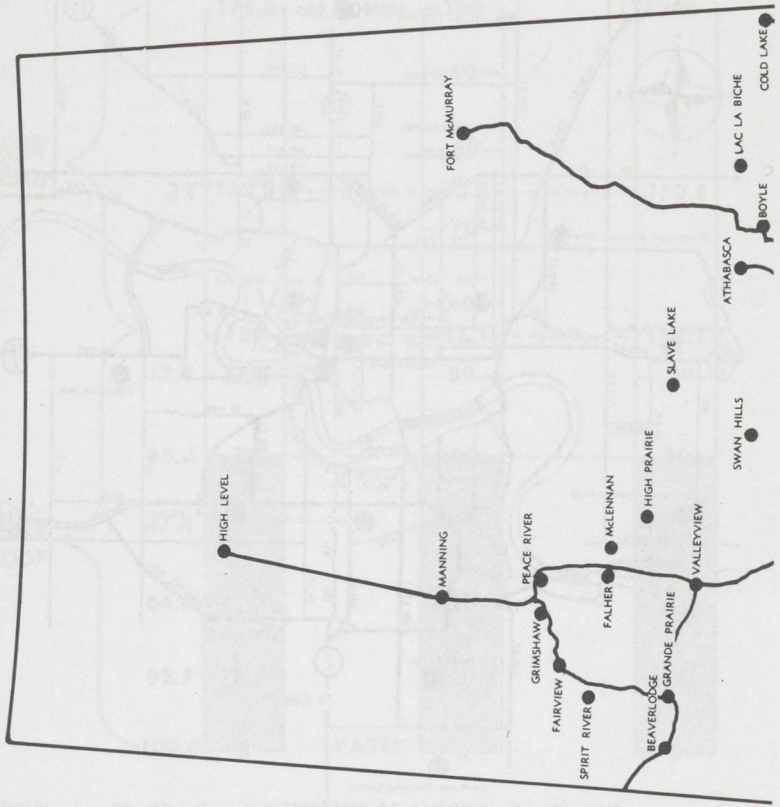 HIGH LEVEL
FORT McMURRAY
MANNING
PEACE RIVER
GRIMSHAW
FAIRVIEW
SPIRIT RIVER
FALHER
McLENNAN
HIGH PRAIRIE
SLAVE LAKE
BEAVERLODGE
GRANDE PRAIRIE
VALLEYVIEW
SWAN HILLS
ATHABASCA
BOYLE
LAC LA BICHE
COLD LAKE